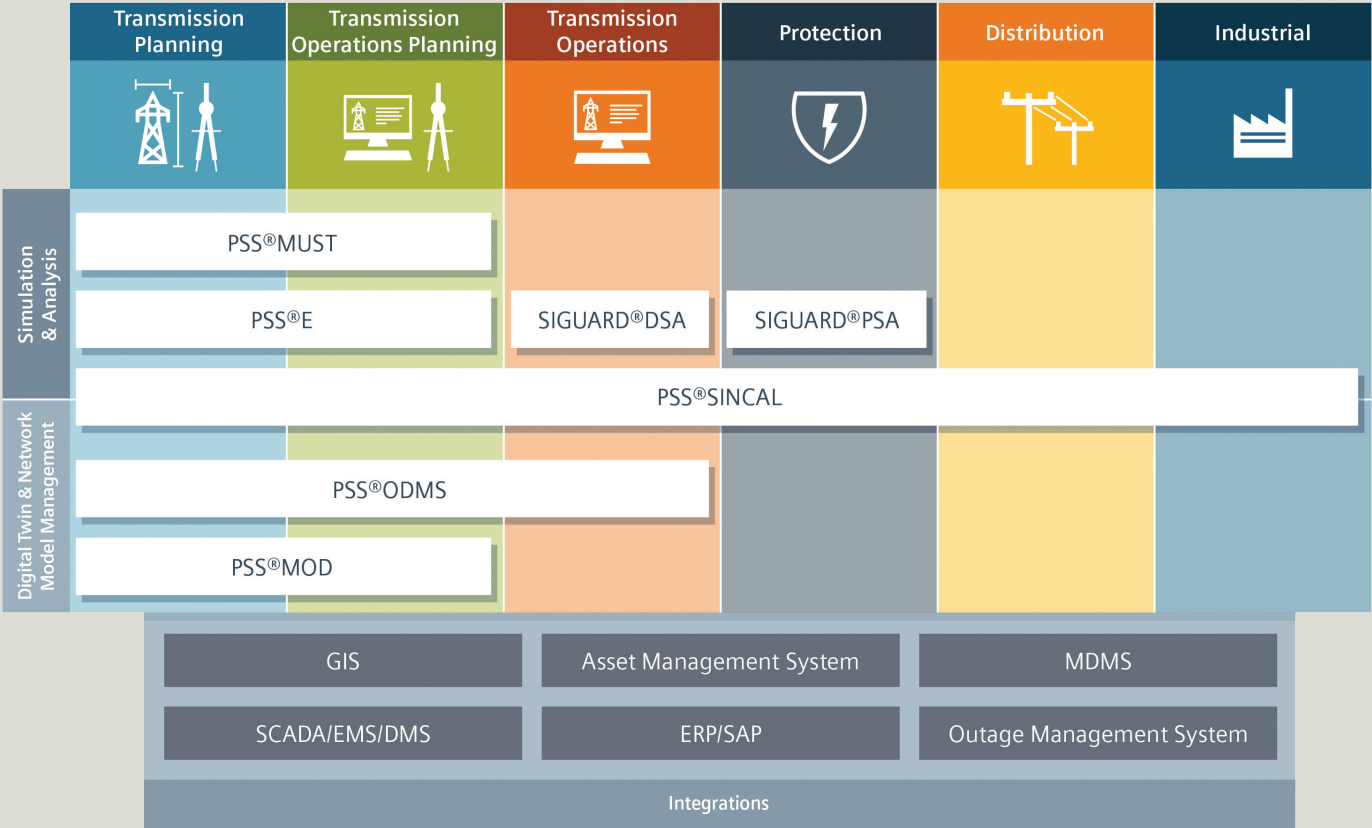 Transmission
Planning
Transmission
Operations Planning
Transmission
Operations
Protection
Distribution
Industrial
Simulation
& Analysis
PSS®MUST
PSS®E
SIGUARD®DSA
SIGUARD®PSA
PSS®SINCAL
Digital Twin & Network
Model Management
PSS®ODMS
PSS®MOD
GIS
Asset Management System
MDMS
SCADA/EMS/DMS
ERP/SAP
Outage Management System
Integrations